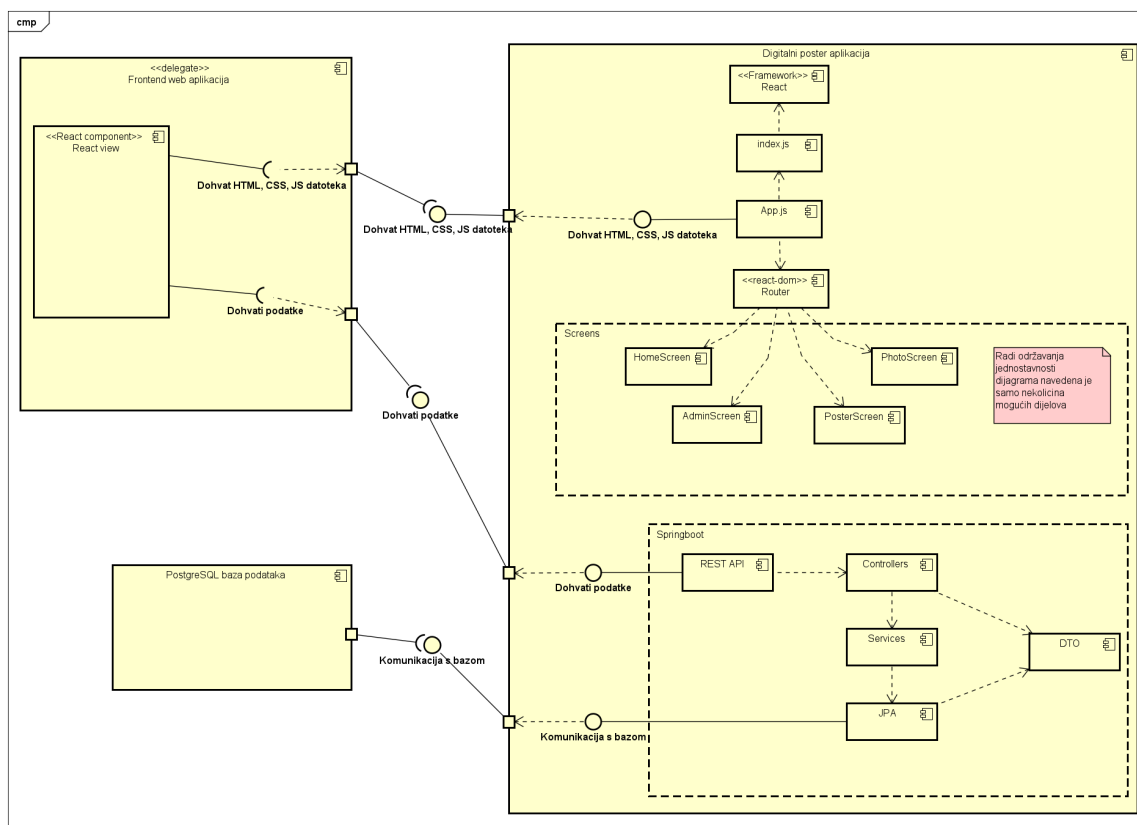 cmp
<<delegate>>
Frontend web aplikacija
<<React component>>
React view
Dohvat HTML, CSS, JS datoteka
Dohvati podatke
Dohvat HTML, CSS, JS datoteka
Dohvati podatke
PostgreSQL baza podataka
Komunikacija s bazom
Digitalni poster aplikacija
<<Framework>>
React
index.js
App.js
Dohvat HTML, CSS, JS datoteka
<<react-dom>>
Router
Screens
HomeScreen
PhotoScreen
AdminScreen
PosterScreen
Radi održavanja
jednostavnosti
dijagrama navedena je
samo nekolicina
mogućih dijelova
Springboot
REST API
Controllers
Dohvati podatke
Services
DTO
JPA
Komunikacija s bazom